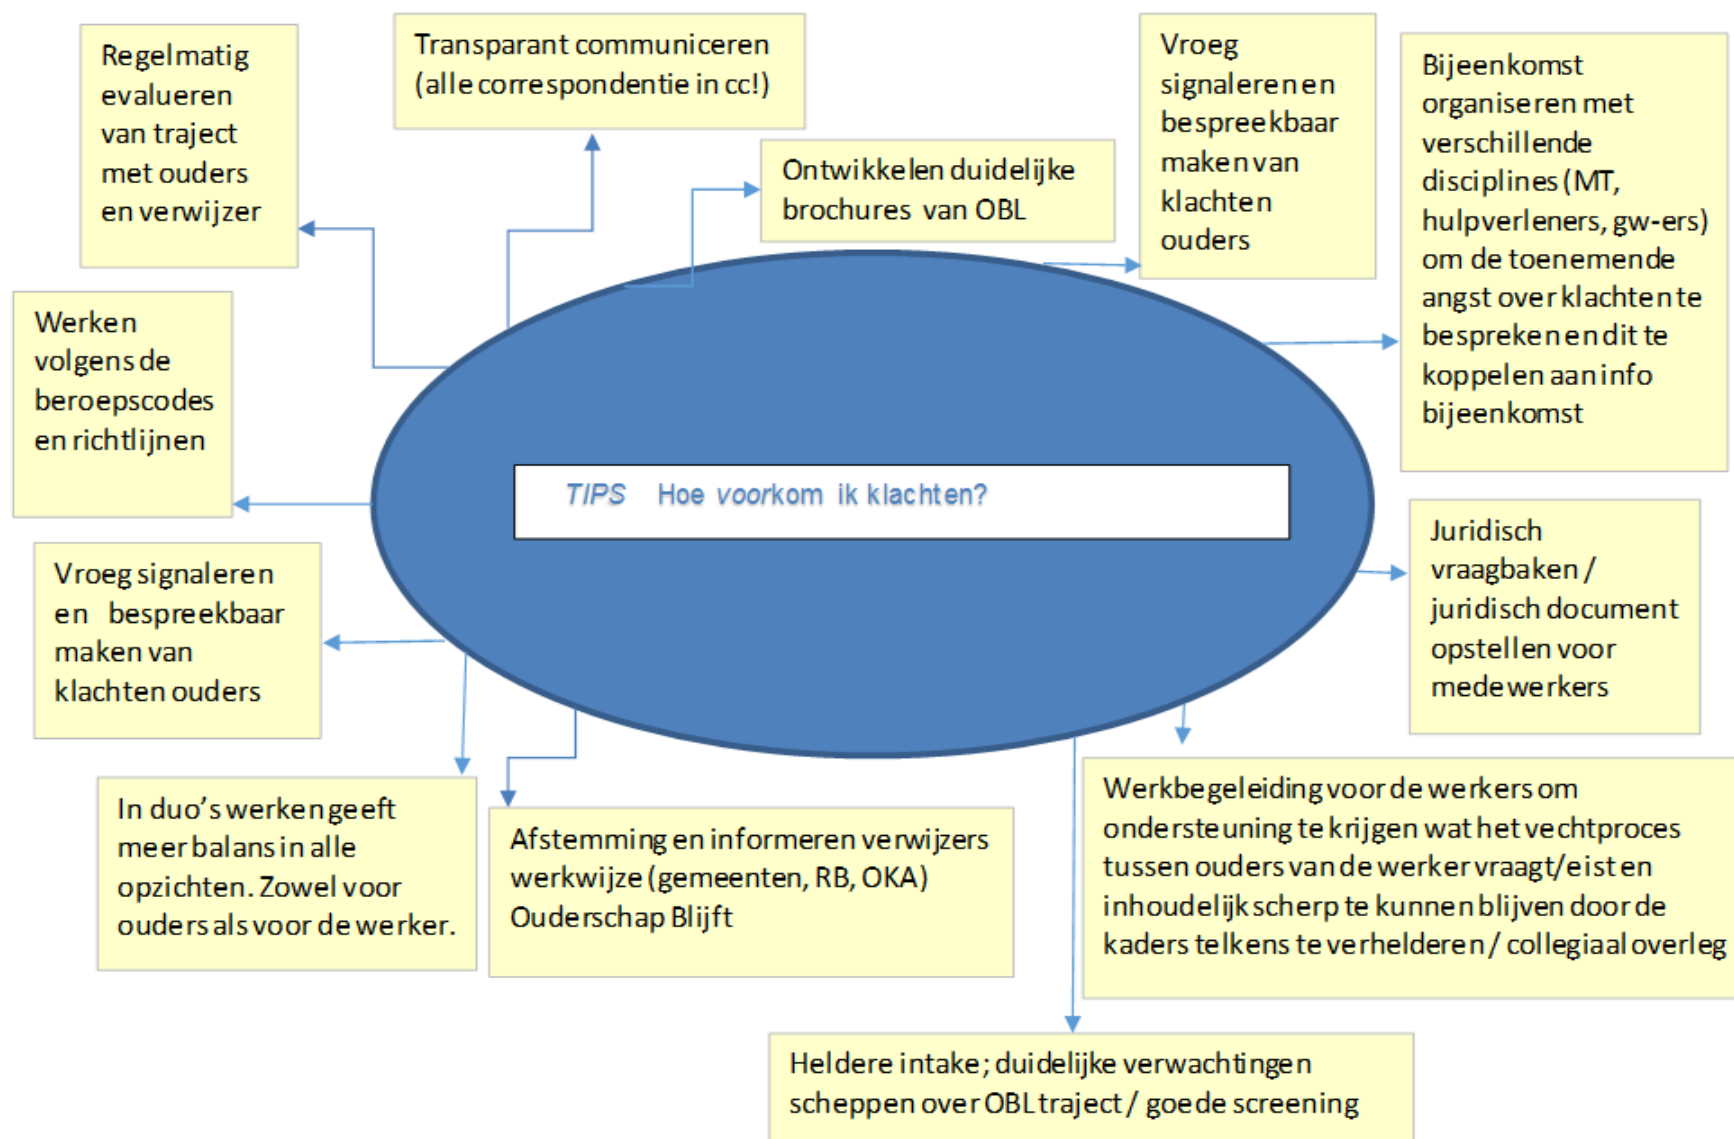 Regelmatig
evalueren
van traject
met ouders
en verwijzer
Transparant communiceren
(alle correspondentie in cc!)
Ontwikkelen duidelijke
brochures van OBL
Vroeg
signaleren en
bespreekbaar
maken van
klachten
ouders
Bijeenkomst
organiseren met
verschillende
disciplines (MT,
hulpverleners, gw-ers)
om de toenemende
angst over klachten te
bespreken en dit te
koppelen aan info
bijeenkomst
Werken
volgens de
beroepscodes
en richtlijnen
TIPS Hoe voorkom ik klachten?
Vroeg signaleren
en bespreekbaar
maken van
klachten ouders
Juridisch
vraagbaken /
juridisch document
opstellen voor
medewerkers
In duo's werken geeft
meer balans in alle
opzichten. Zowel voor
ouders als voor de werker.
Afstemming en informeren verwijzers
werkwijze (gemeenten, RB, OKA)
Ouderschap Blijft
Werkbegeleiding voor de werkers om
ondersteuning te krijgen wat het vechtproces
tussen ouders van de werker vraagt/eist en
inhoudelijk scherp te kunnen blijven door de
kaders telkens te verhelderen / collegiaal overleg
Heldere intake; duidelijke verwachtingen
scheppen over OBL traject / goede screening